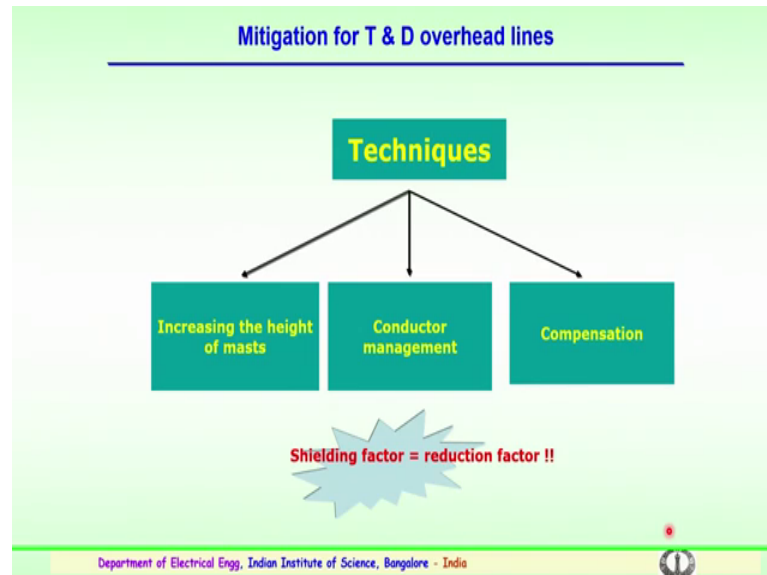 Mitigation for T & D overhead lines
Techniques
Increasing the height
of masts
Conductor
management
Compensation
Shielding factor = reduction factor !!
Department of Electrical Engg, Indian Institute of Science, Bangalore - India